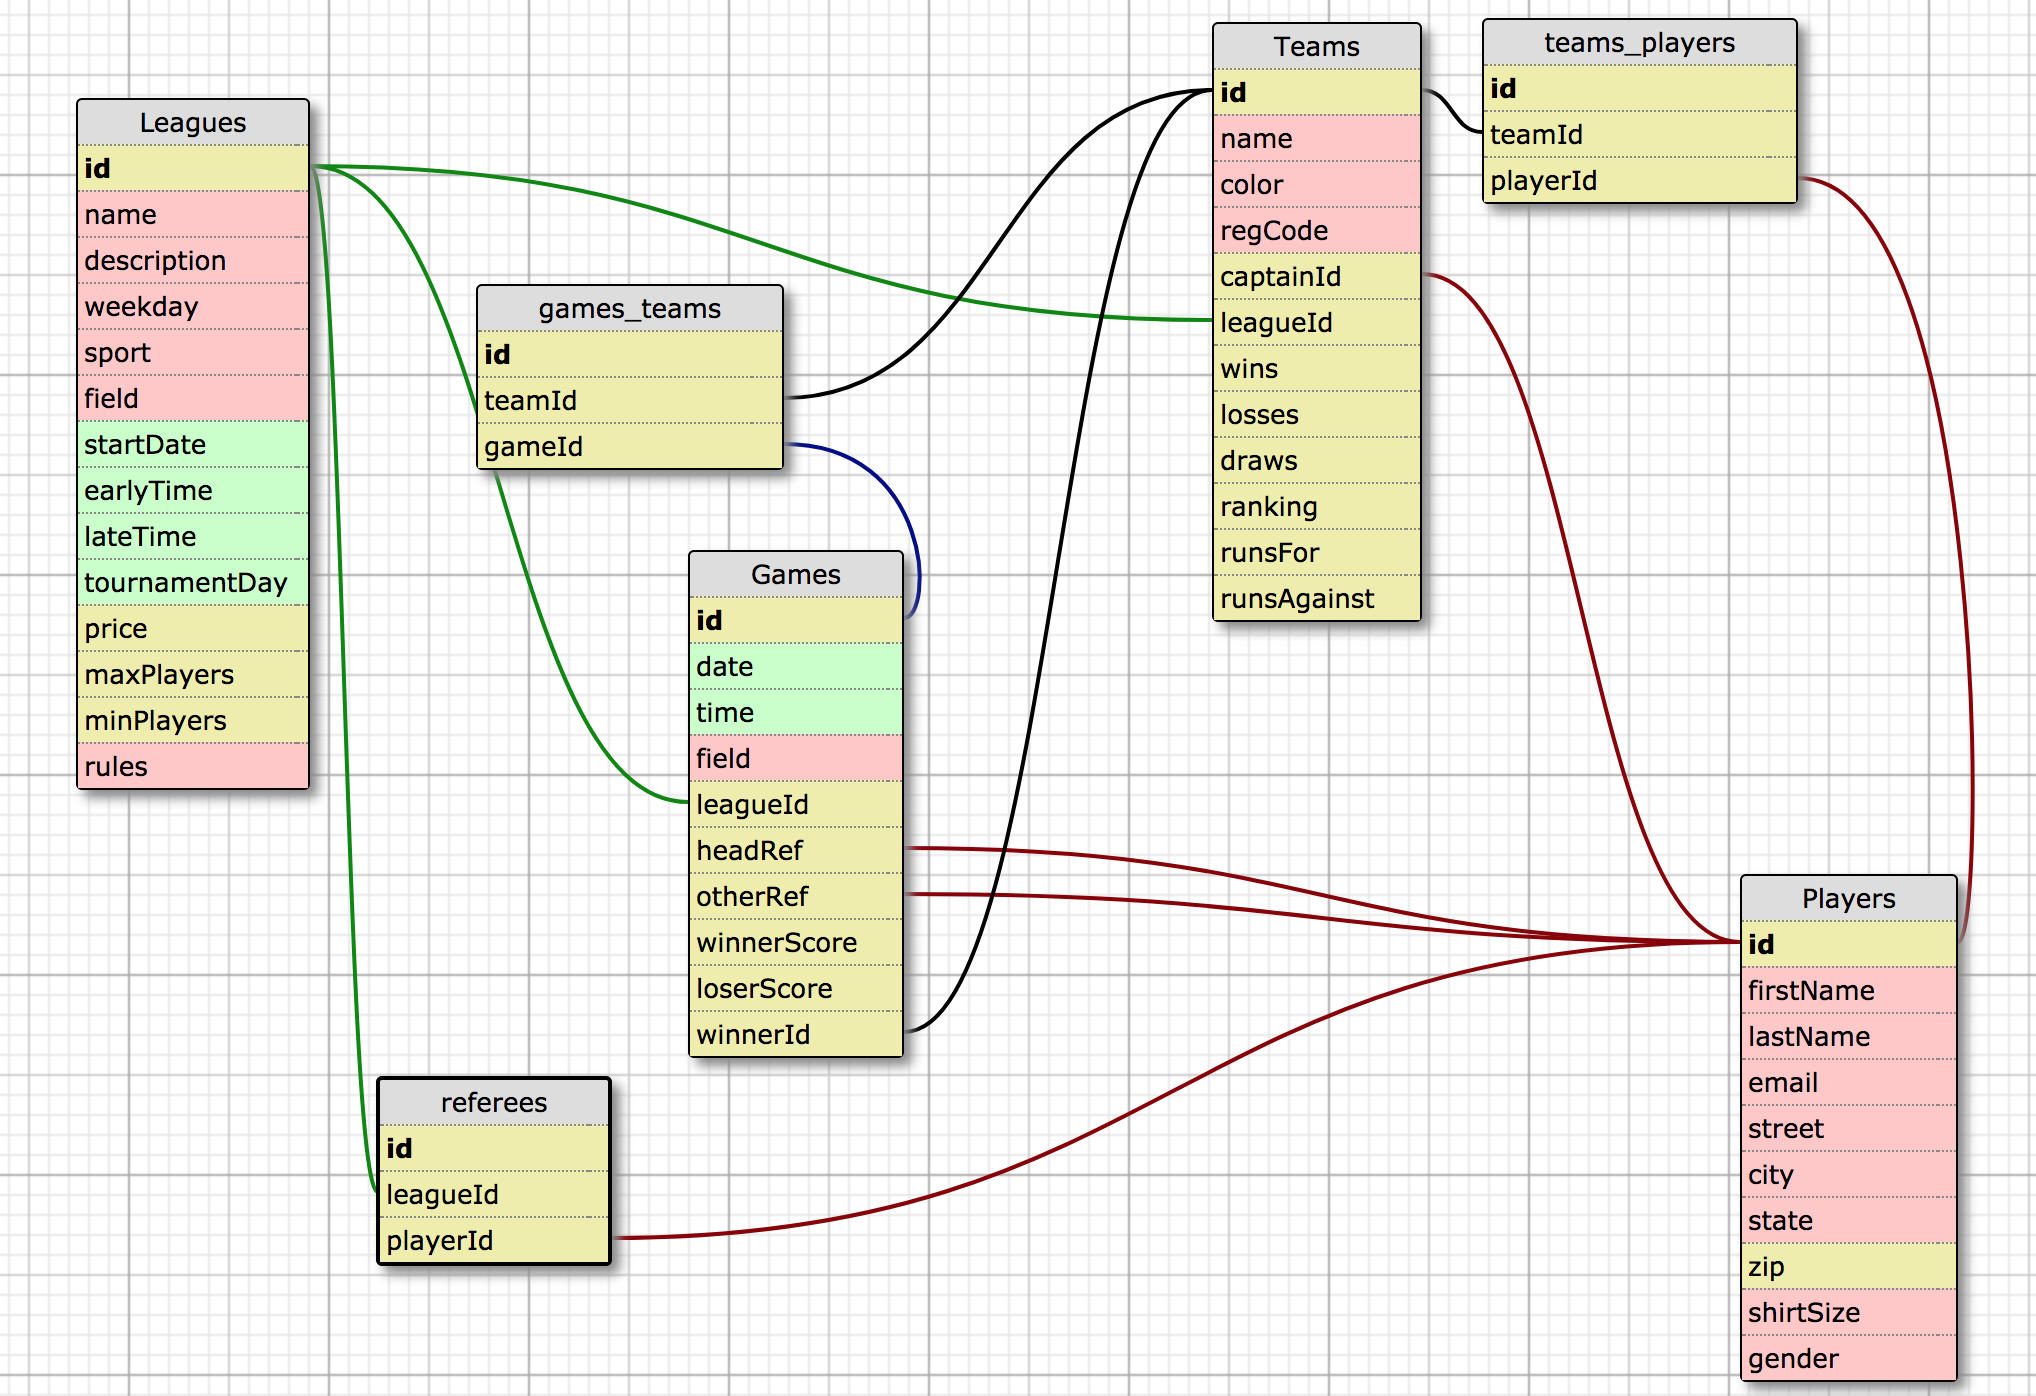 Leagues
id
name
description
weekday
sport
field
startDate
earlyTime
lateTime
tournamentDay
price
maxPlayers
minPlayers
rules
games_teams
id
teamId
gameId
Games
id
date
time
field
leagueId
headRef
otherRef
winnerScore
loserScore
winnerId
referees
id
leagueId
playerId
Teams
id
name
color
regCode
captainId
leagueId
wins
losses
draws
ranking
runsFor
runsAgainst
teams_players
id
teamId
playerId
Players
id
firstName
lastName
email
street
city
state
zip
shirtSize
gender